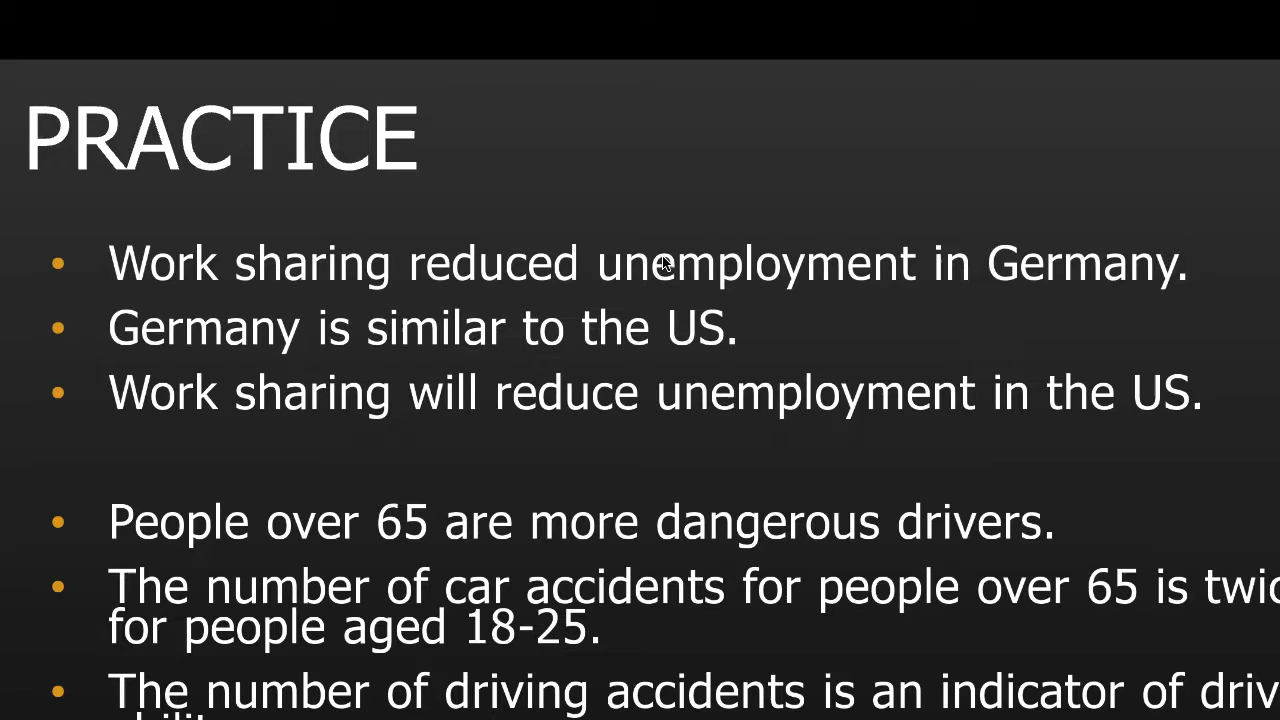 PRACTICE
• Work sharing reduced unemployment in Germany.
• Germany is similar to the US.
• Work sharing will reduce unemployment in the US.
• People over 65 are more dangerous drivers.
• The number of car accidents for people over 65 is
for people aged 18-25.
• The number of driving accidents is an indicator of